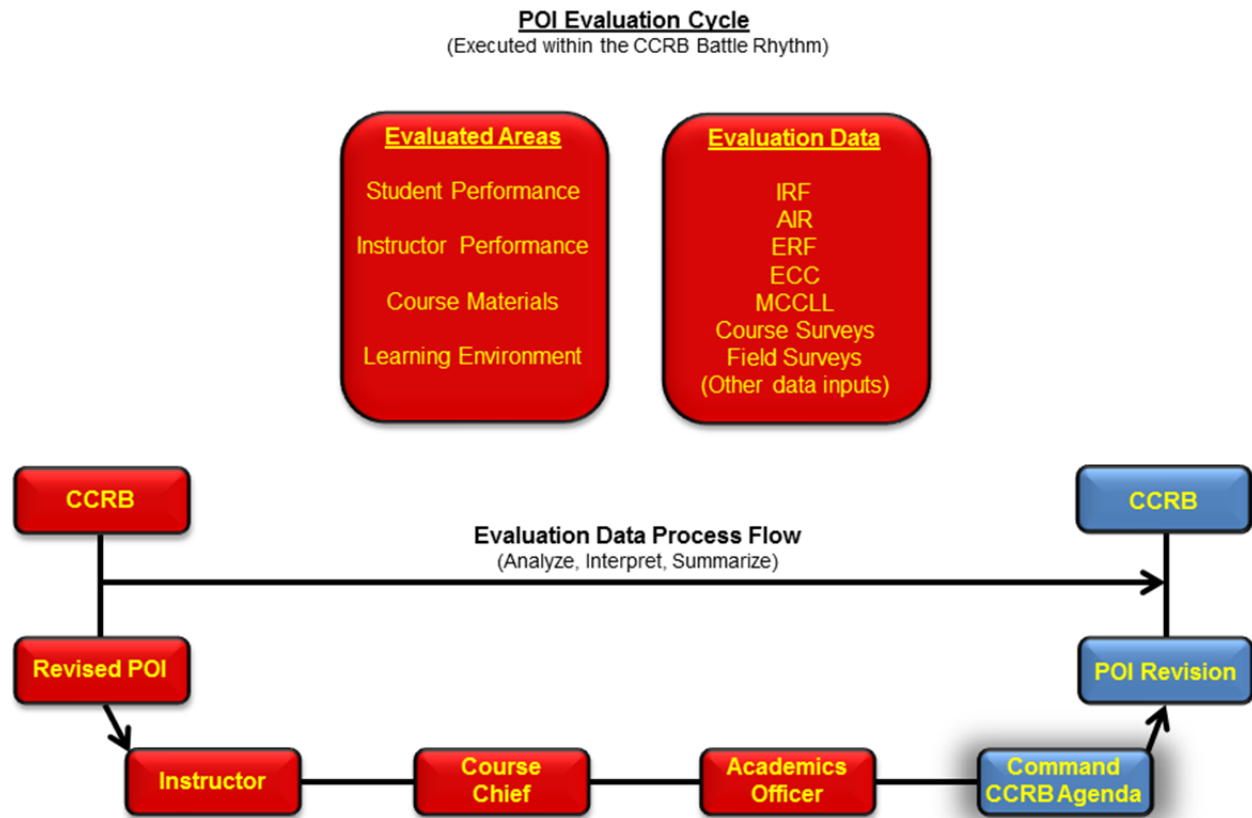 POI Evaluation Cycle
(Executed within the CCRB Battle Rhythm)
Evaluated Areas
Student Performance
Instructor Performance
Course Materials
Learning Environment
Evaluation Data
IRF
AIR
ERF
ECC
MCCLL
Course Surveys
Field Surveys
(Other data inputs)
CCRB
CCRB
Evaluation Data Process Flow
(Analyze, Interpret, Summarize)
Revised POI
POI Revision
Instructor
Course
Chief
Academics
Officer
Command
CCRB Agenda